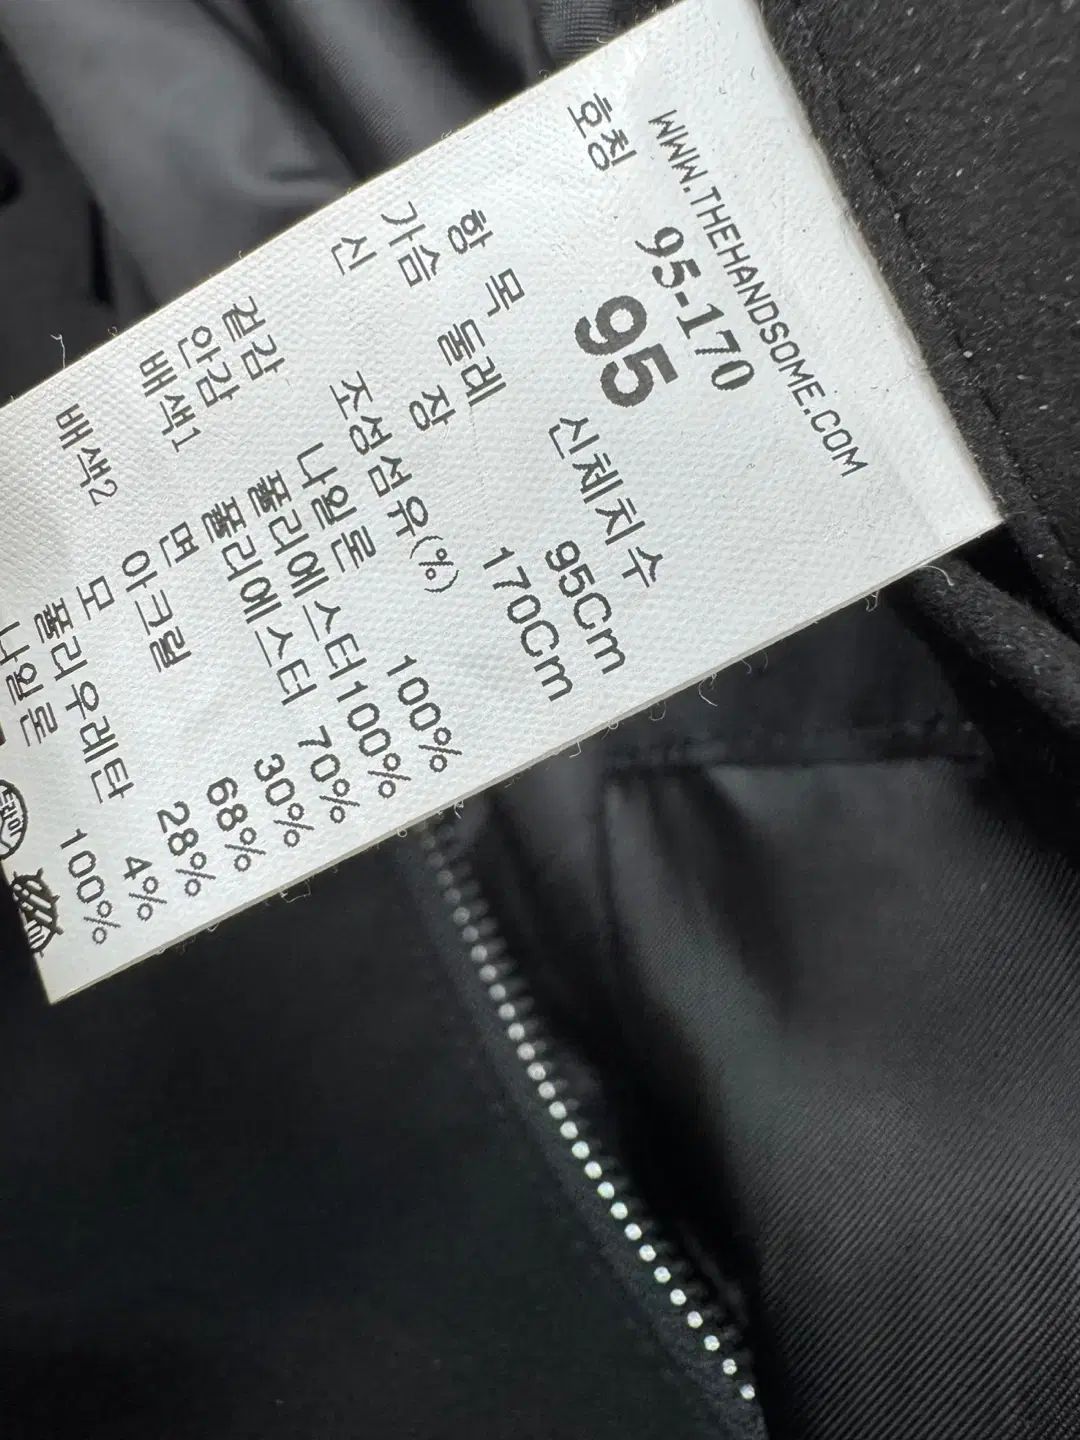 WWW.THEHANDSOME.COM
호칭 95-170
95
항목 신체치수
가슴둘레 95Cm
신장 170Cm
조성섬유(%)
겉감 나일론 100%
안감 폴리에스터100%
배색1 폴리에스터 70%
면 30%
배색2 아크릴 68%
모 28%
폴리우레탄 4%
나일론 100%